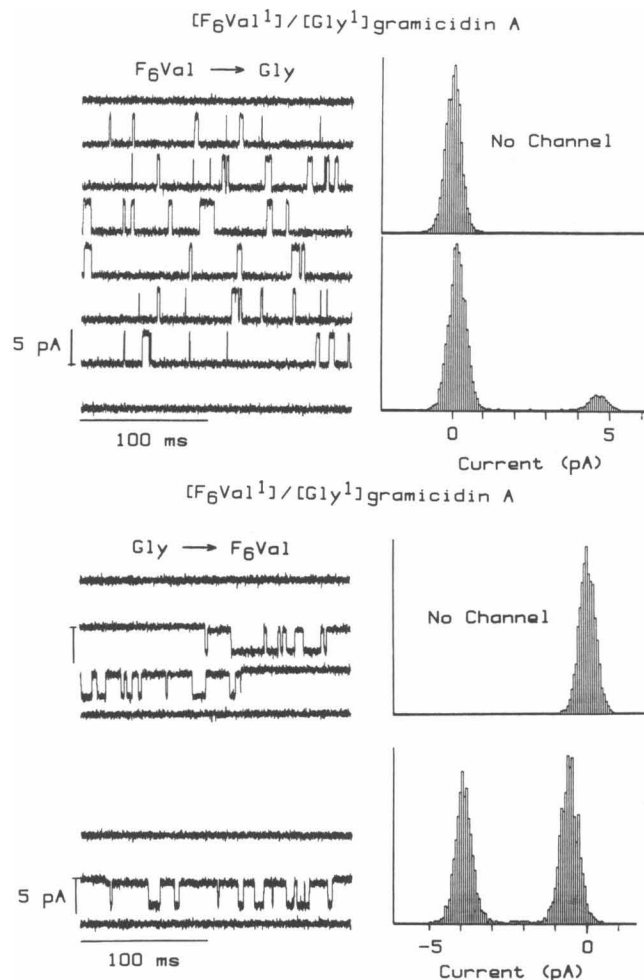 [F₆Val¹]/[Gly¹]gramicidin A
F₆Val → Gly
No Channel
5 pA
100 ms
0 5
Current (pA)
[F₆Val¹]/[Gly¹]gramicidin A
Gly → F₆Val
No Channel
5 pA
100 ms
-5 0
Current (pA)